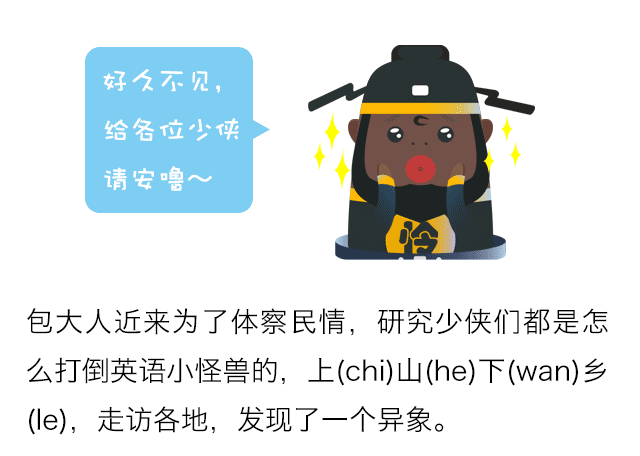 好久不见，
给各位少侠
请安噜～
包大人近来为了体察民情，研究少侠们都是怎
么打倒英语小怪兽的，上(chi)山(he)下(wan)乡
(le)，走访各地，发现了一个异象。